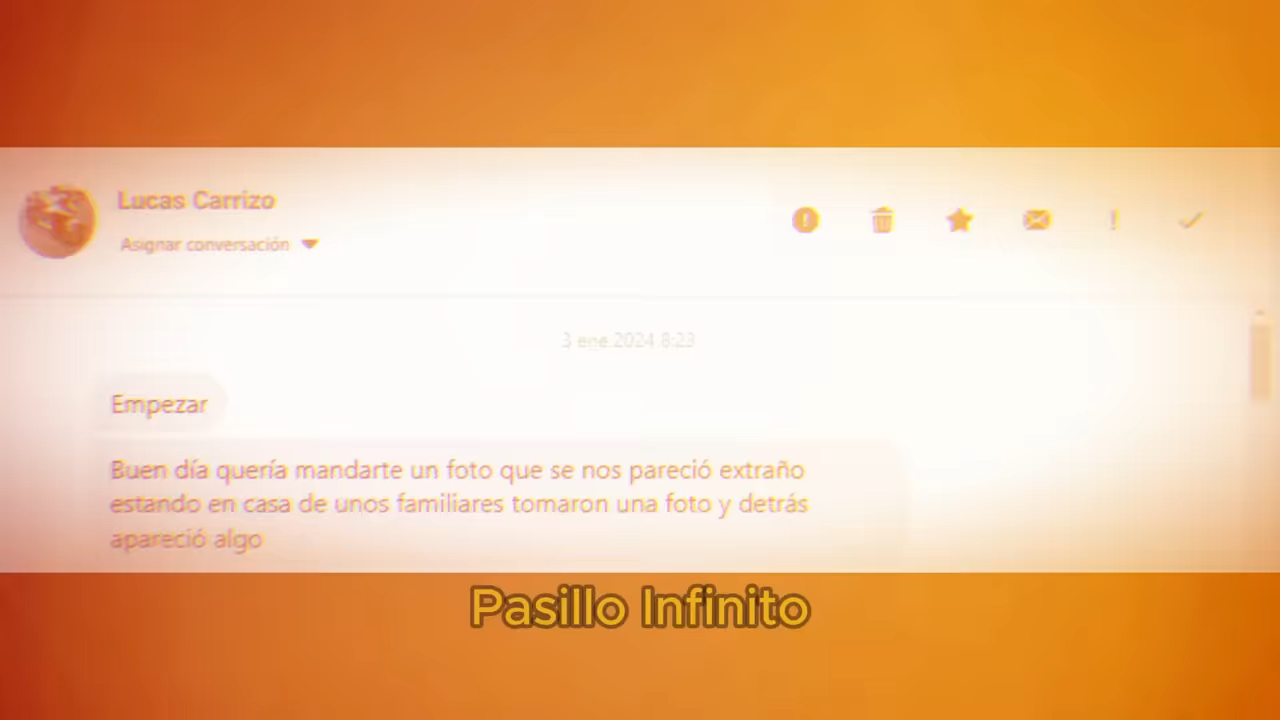 Lucas Carrizo
Asignar conversación
3 ene 2024 8:23
Empezar
Buen día quería mandarte un foto que se nos pareció extraño
estando en casa de unos familiares tomaron una foto y detrás
apareció algo
Pasillo Infinito